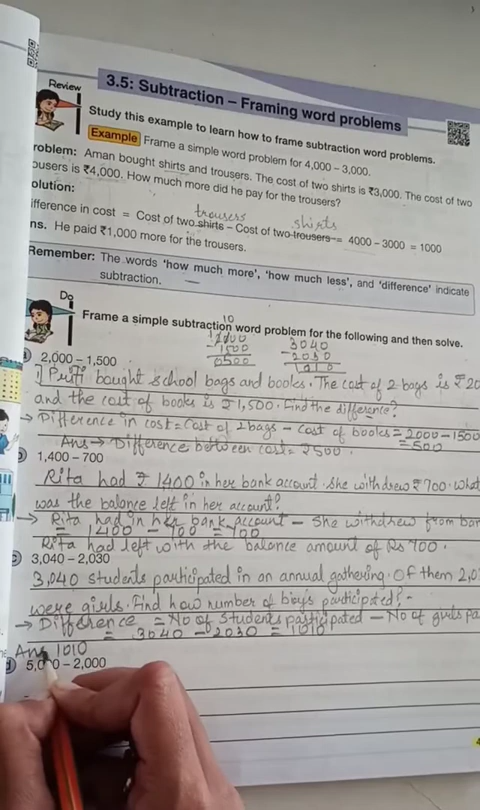 Review
3.5: Subtraction – Framing word problems
Study this example to learn how to frame subtraction word problems.
Example Frame a simple word problem for 4,000 – 3,000.
roblem: Aman bought shirts and trousers. The cost of two shirts is ₹3,000. The cost of two
ousers is ₹4,000. How much more did he pay for the trousers?
olution:
trousers shirts
ifference in cost = Cost of two shirts – Cost of two trousers = 4000 – 3000 = 1000
ns. He paid ₹1,000 more for the trousers.
Remember: The words 'how much more', 'how much less', and 'difference' indicate
subtraction.
Do
Frame a simple subtraction word problem for the following and then solve.
10
3040
- 1500 - 2030
0500 1010
2,000 – 1,500
1) Priti bought school bags and books. The cost of 2 bags is ₹20
and the cost of books is ₹1,500. Find the difference?
→ Difference in cost = Cost of 2 bags – Cost of books = 2000 – 1500
= 500
Ans → Difference between cost = ₹500.
1,400 – 700
Rita had ₹ 1400 in her bank account. She withdrew ₹700. What
was the balance left in her account?
→ Rita had in her bank account – She withdrew from ban
= 1400 – 700 = 700
Rita had left with the balance amount of Rs 700.
c) 3,040 – 2,030
3,040 students participated in an annual gathering. Of them 2,0
were girls. Find how number of boys participated? -
→ Difference = No of Students participated – No of girls pa
= 3040 – 2030 = 1010
Ans 1010
d) 5,000 – 2,000